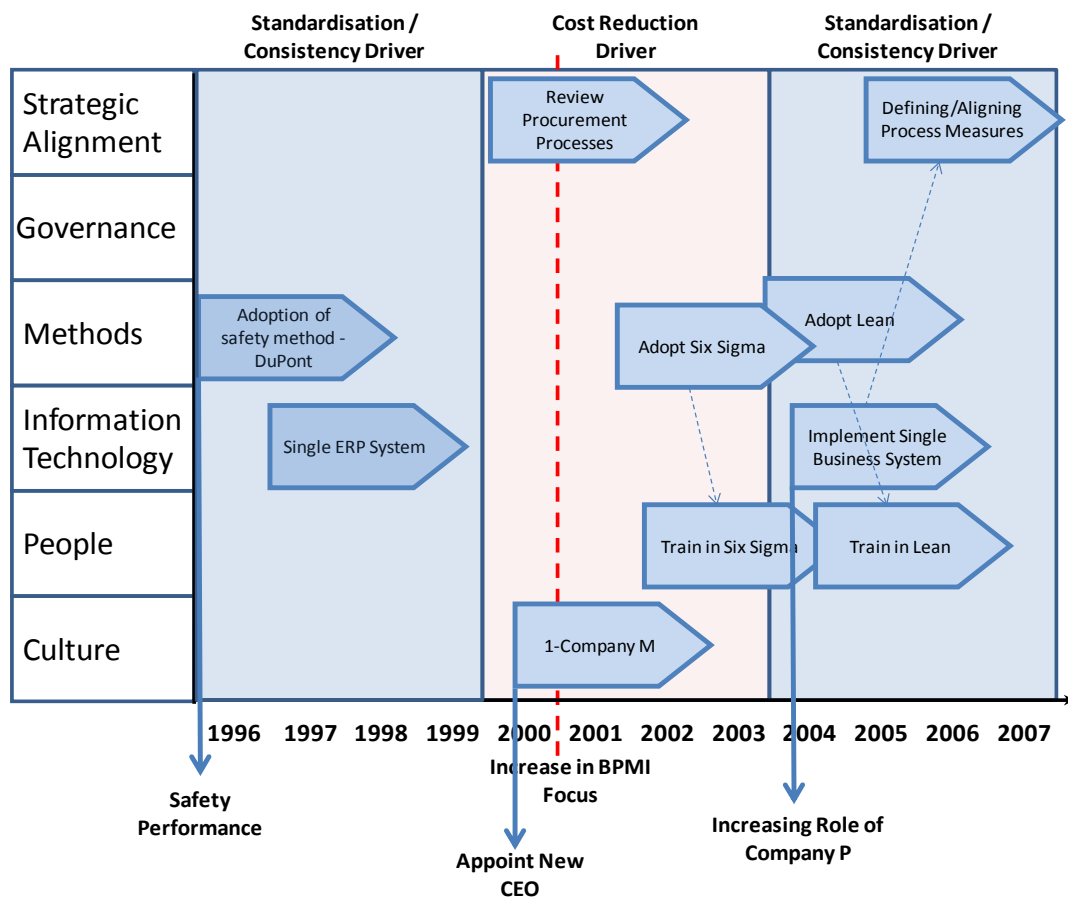 Standardisation /
Consistency Driver
Cost Reduction
Driver
Standardisation /
Consistency Driver
Strategic
Alignment
Review
Procurement
Processes
Defining/Aligning
Process Measures
Governance
Methods
Adoption of
safety method -
DuPont
Adopt Six Sigma
Adopt Lean
Information
Technology
Single ERP System
Implement Single
Business System
People
Train in Six Sigma
Train in Lean
Culture
1-Company M
1996 1997 1998 1999 2000 2001 2002 2003 2004 2005 2006 2007
Increase in BPMI
Focus
Safety
Performance
Appoint New
CEO
Increasing Role of
Company P